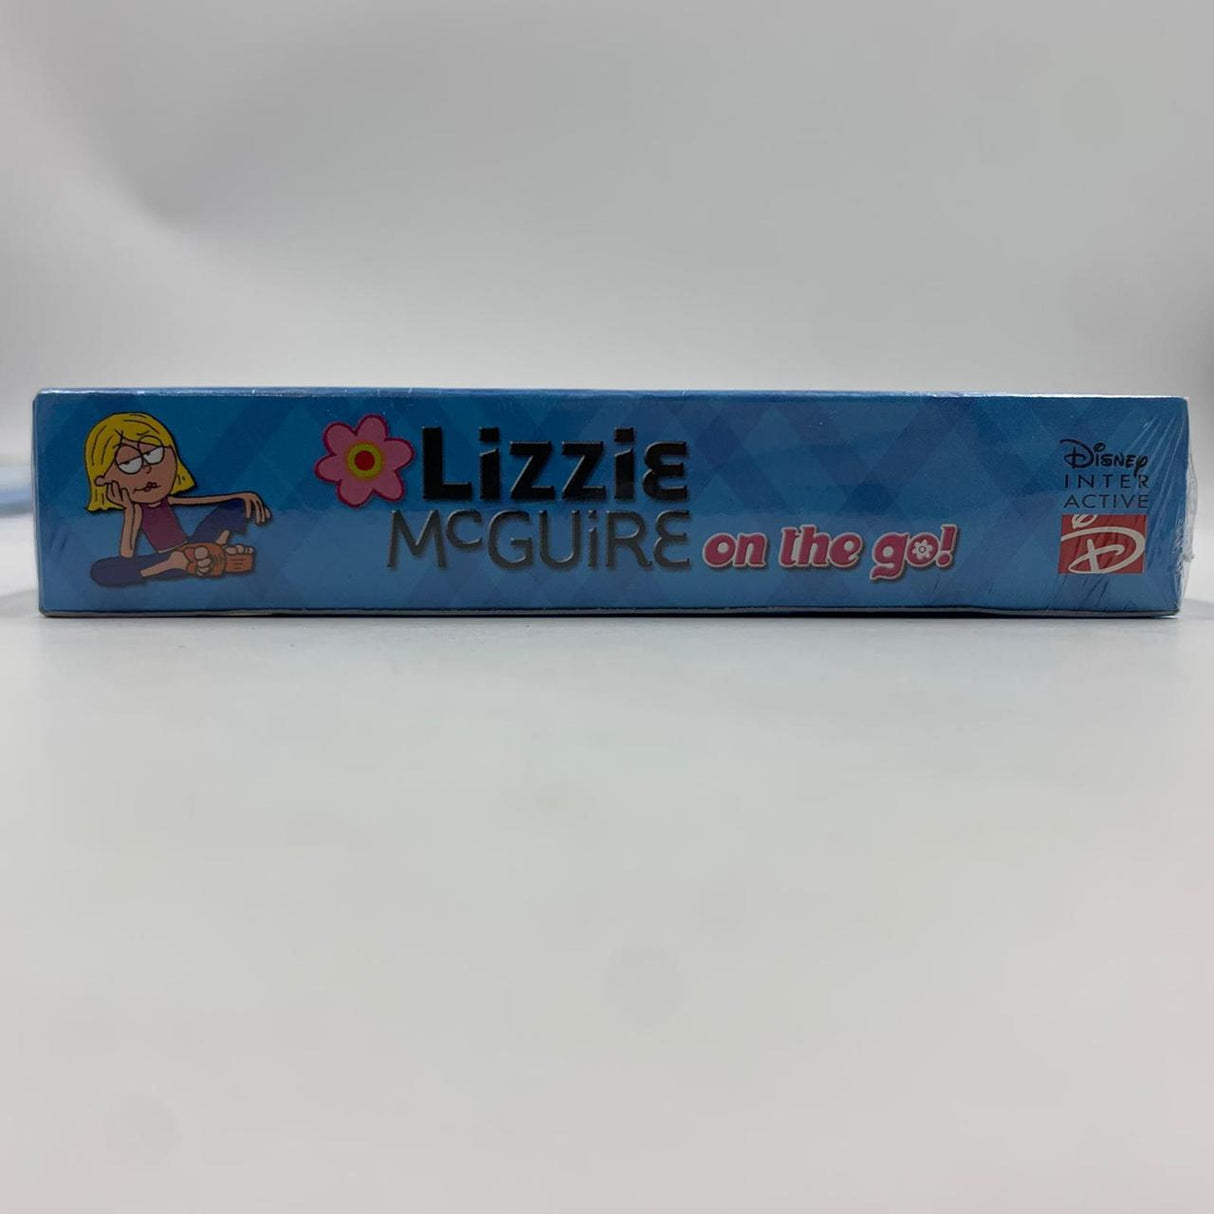 Lizzie
McGUiRE on the go!
Disney
INTER
ACTIVE
D